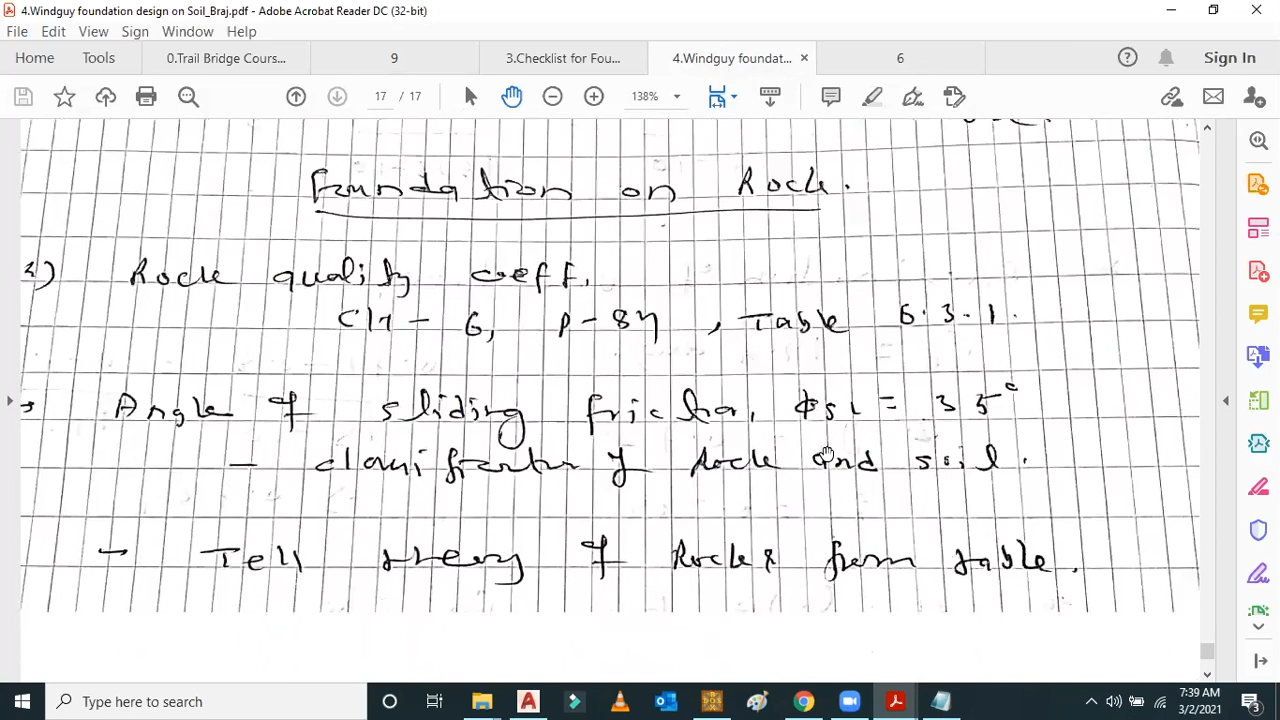 4.Windguy foundation design on Soil_Braj.pdf - Adobe Acrobat Reader DC (32-bit)
File Edit View Sign Window Help
Home Tools 0.Trail Bridge Cours... 9 3.Checklist for Fou... 4.Windguy foundat... 6 Sign In
17 / 17 138%
Foundation on Rock.
Rock quality coeff.
6, p-87, Table 6.3.1.
Angle of sliding friction, ϕsl = 35°
- classification of Rock and soil.
- Tell theory of Rocks from table.
Type here to search
7:39 AM
3/2/2021
3